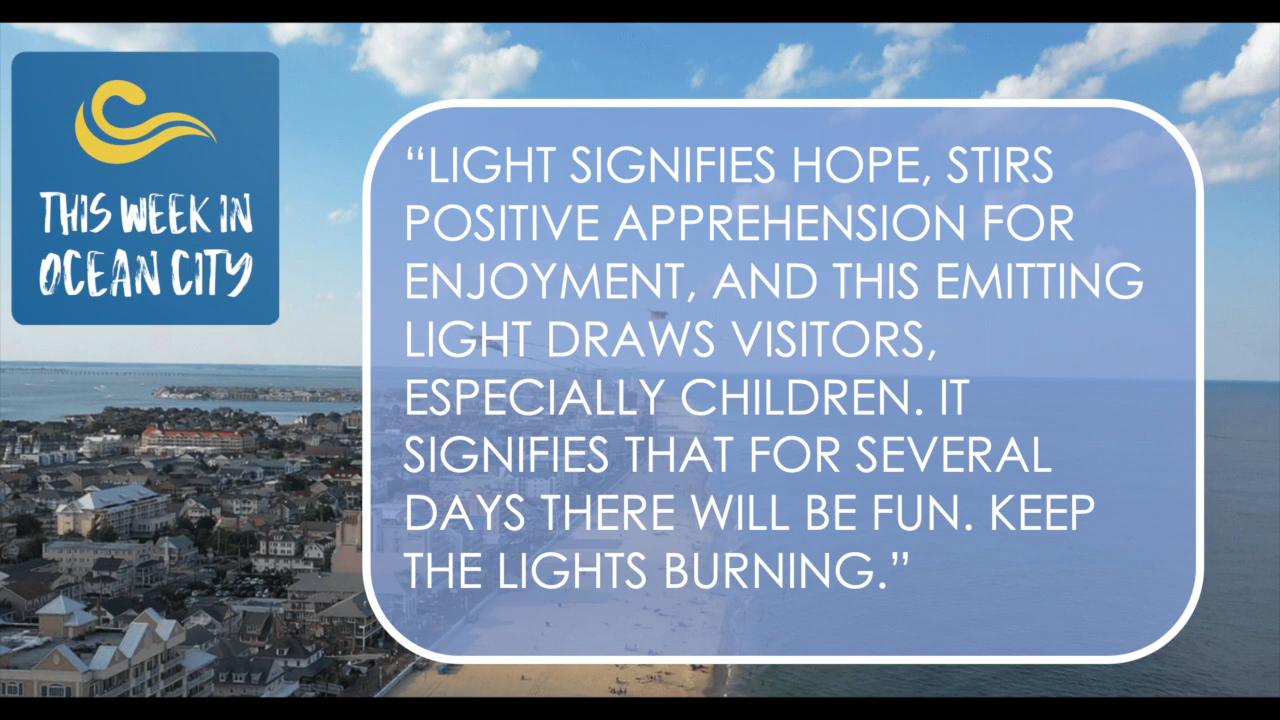 THIS WEEK IN
OCEAN CITY
“LIGHT SIGNIFIES HOPE, STIRS
POSITIVE APPREHENSION FOR
ENJOYMENT, AND THIS EMITTING
LIGHT DRAWS VISITORS,
ESPECIALLY CHILDREN. IT
SIGNIFIES THAT FOR SEVERAL
DAYS THERE WILL BE FUN. KEEP
THE LIGHTS BURNING.”